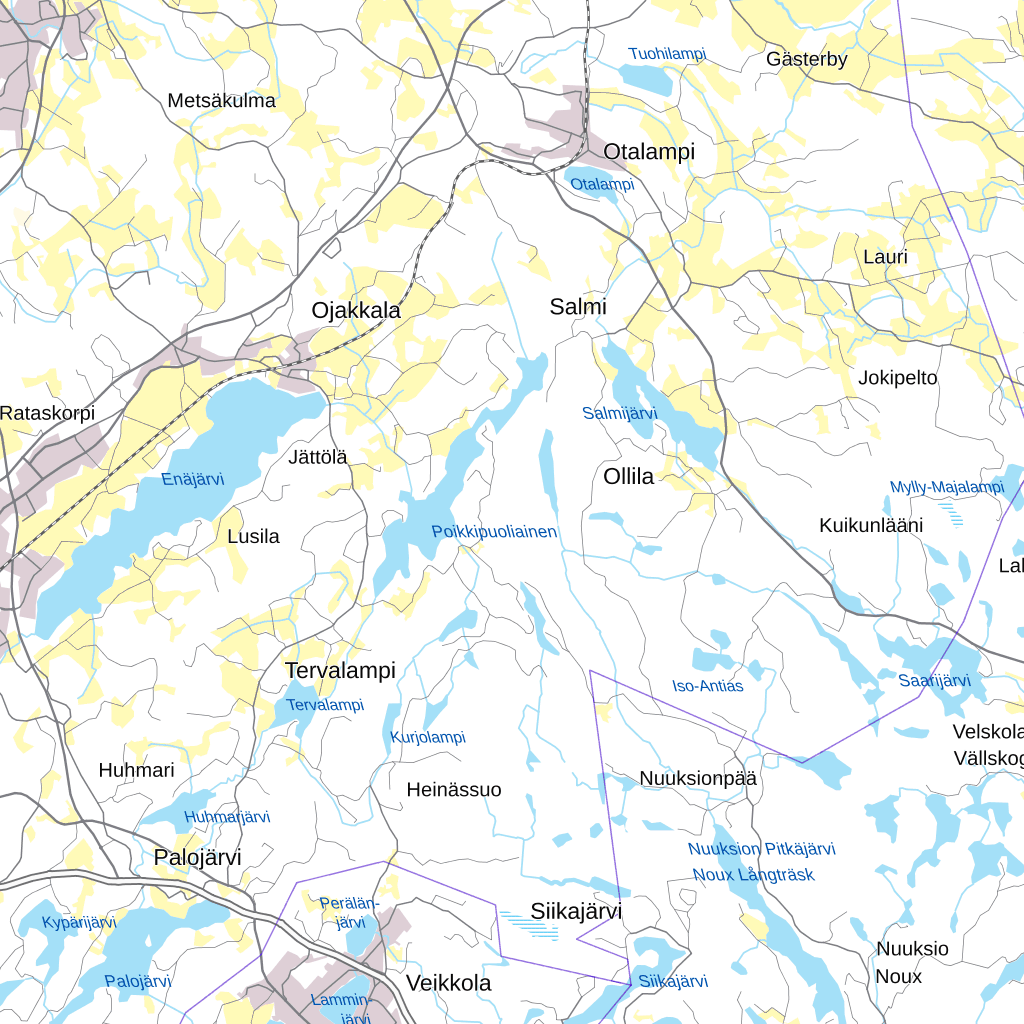 Tuohilampi
Gästerby
Metsäkulma
Otalampi
Otalampi
Lauri
Ojakkala
Salmi
Jokipelto
Rataskorpi
Salmijärvi
Jättölä
Enäjärvi
Ollila
Mylly-Majalampi
Kuikunlääni
Lusila
Poikkipuoliainen
Tervalampi
Saarijärvi
Iso-Antias
Tervalampi
Kurjolampi
Velskola
Vällskog
Huhmari
Nuuksionpää
Heinässuo
Huhmarjärvi
Palojärvi
Nuuksion Pitkäjärvi
Noux Långträsk
Perälän-
järvi
Siikajärvi
Kypärijärvi
Nuuksio
Noux
Palojärvi
Veikkola
Siikajärvi
Lammin-
järvi